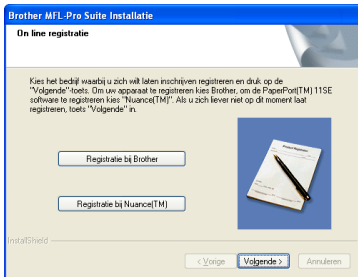 Brother MFL-Pro Suite Installatie
On line registratie
Kies het bedrijf waarbij u zich wilt laten inschrijven registreren en druk op de
"Volgende"-toets. Om uw apparaat te registreren kies Brother, om de PaperPort(TM) 11SE
software te registreren kies "Nuance(TM)". Als u zich liever niet op dit moment laat
registreren, toets "Volgende" in.
Registratie bij Brother
Registratie bij Nuance(TM)
Product Registration
InstallShield
< Vorige
Volgende >
Annuleren